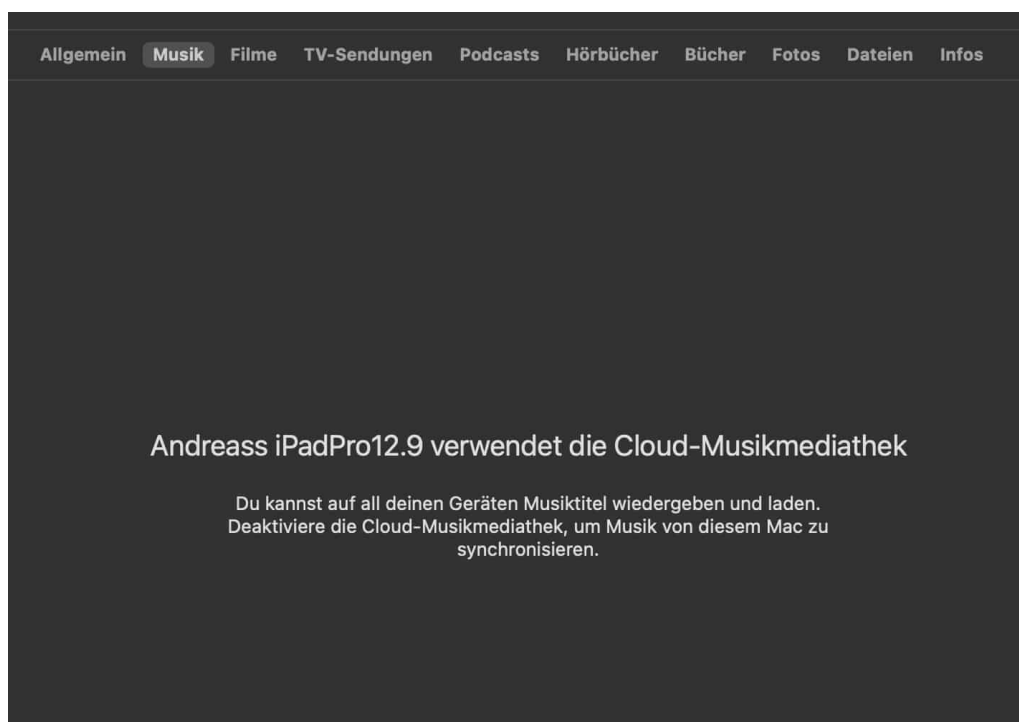 Allgemein Musik Filme TV-Sendungen Podcasts Hörbücher Bücher Fotos Dateien Infos
Andreass iPadPro12.9 verwendet die Cloud-Musikmediathek
Du kannst auf all deinen Geräten Musiktitel wiedergeben und laden.
Deaktiviere die Cloud-Musikmediathek, um Musik von diesem Mac zu
synchronisieren.